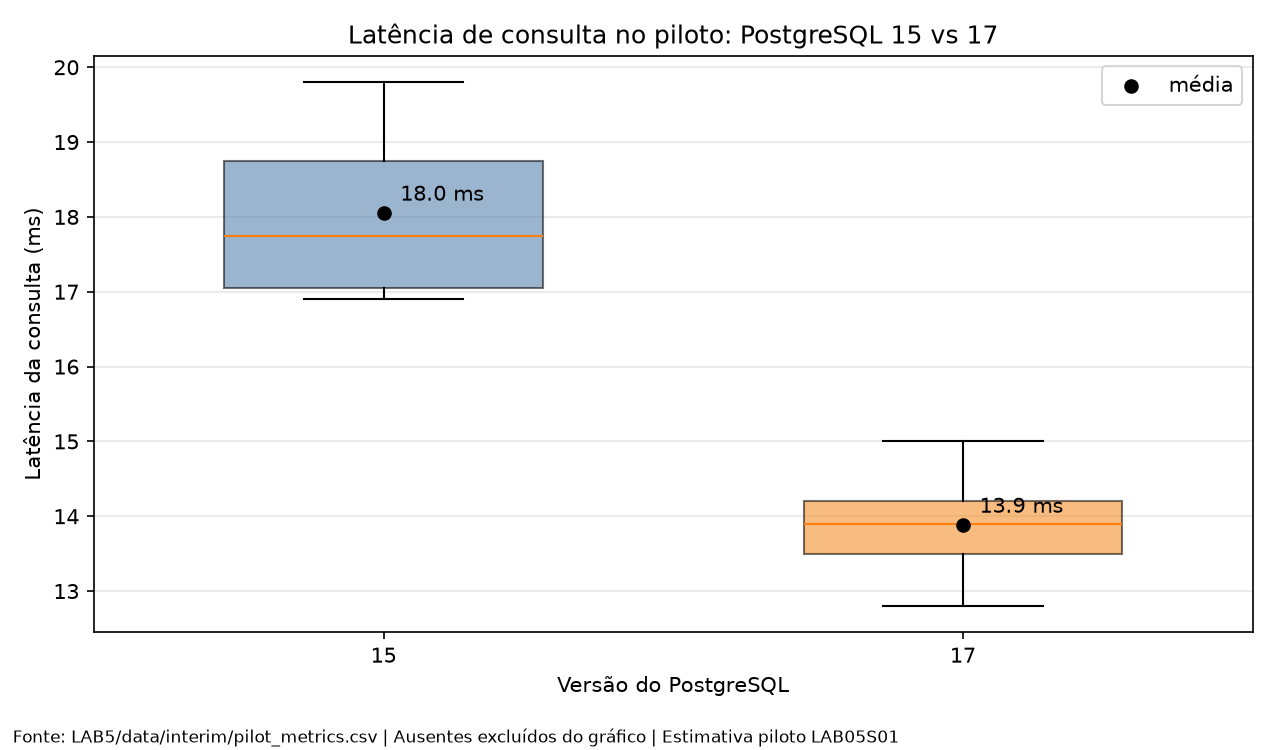 Latência de consulta no piloto: PostgreSQL 15 vs 17
média
Latência da consulta (ms)
20
19
18
17
16
15
14
13
18.0 ms
13.9 ms
15
17
Versão do PostgreSQL
Fonte: LAB5/data/interim/pilot_metrics.csv | Ausentes excluídos do gráfico | Estimativa piloto LAB05S01